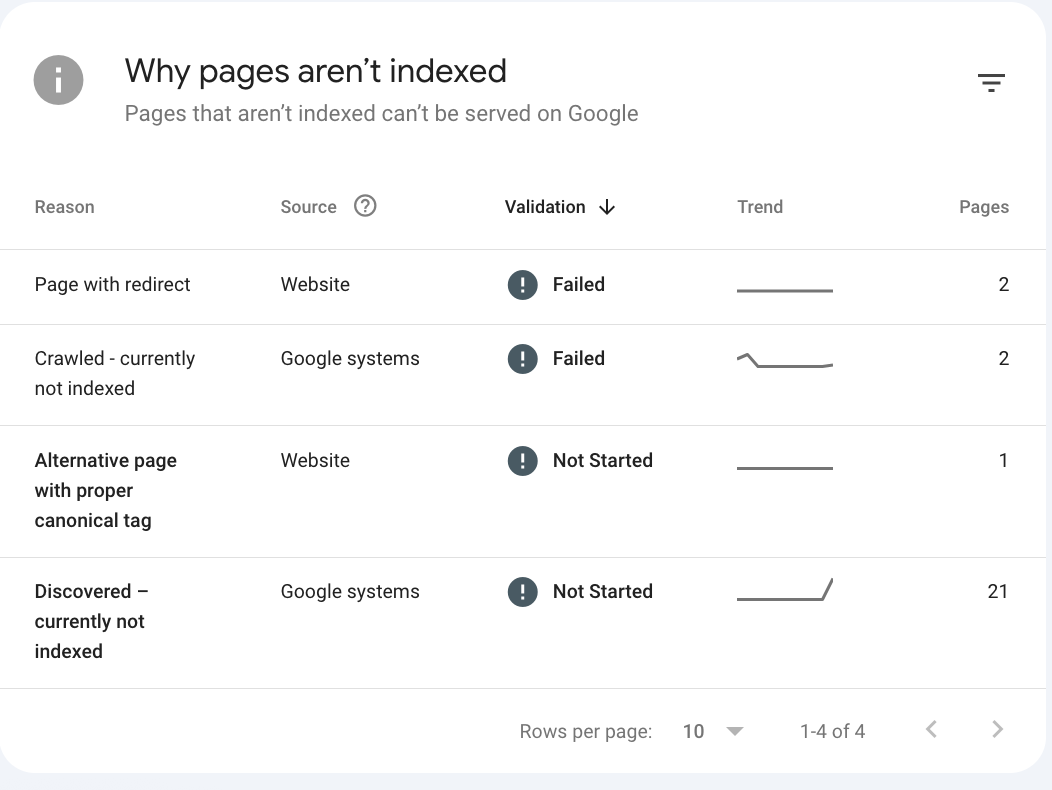 Why pages aren’t indexed
Pages that aren’t indexed can’t be served on Google
Reason Source Validation Trend Pages
Page with redirect Website Failed 2
Crawled - currently Google systems Failed 2
not indexed
Alternative page Website Not Started 1
with proper
canonical tag
Discovered – Google systems Not Started 21
currently not
indexed
Rows per page: 10 1-4 of 4